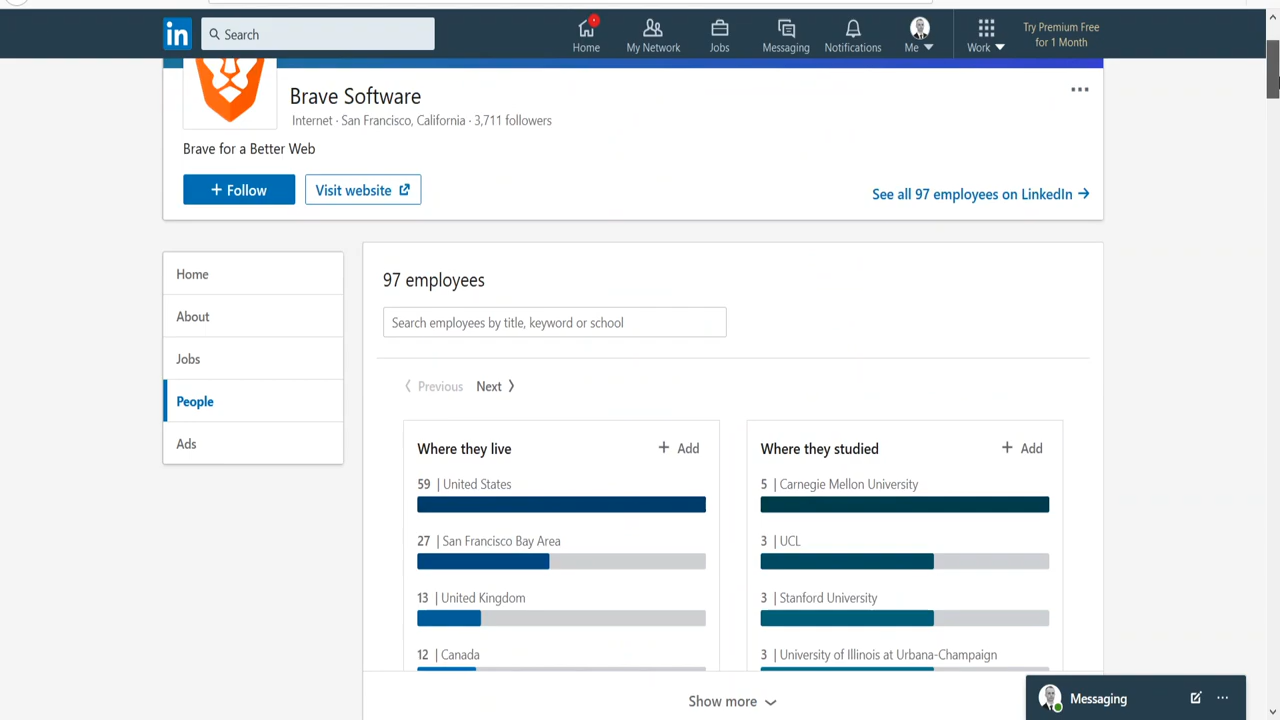 in
Search
Home
My Network
Jobs
Messaging
Notifications
Me
Work
Try Premium Free
for 1 Month
Brave Software
Internet · San Francisco, California · 3,711 followers
Brave for a Better Web
+ Follow
Visit website
See all 97 employees on LinkedIn →
Home
About
Jobs
People
Ads
97 employees
Search employees by title, keyword or school
Previous Next
Where they live + Add
59 | United States
27 | San Francisco Bay Area
13 | United Kingdom
12 | Canada
Where they studied + Add
5 | Carnegie Mellon University
3 | UCL
3 | Stanford University
3 | University of Illinois at Urbana-Champaign
Show more
Messaging